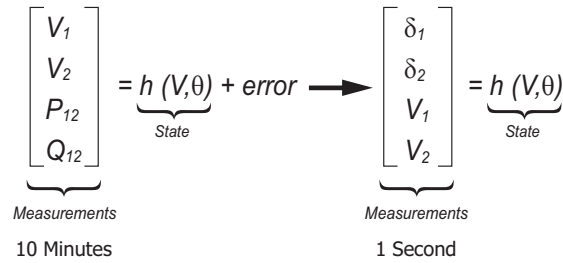 V1
V2
P12
Q12
= h (V,θ) + error
State
Measurements
10 Minutes
δ1
δ2
V1
V2
= h (V,θ)
State
Measurements
1 Second